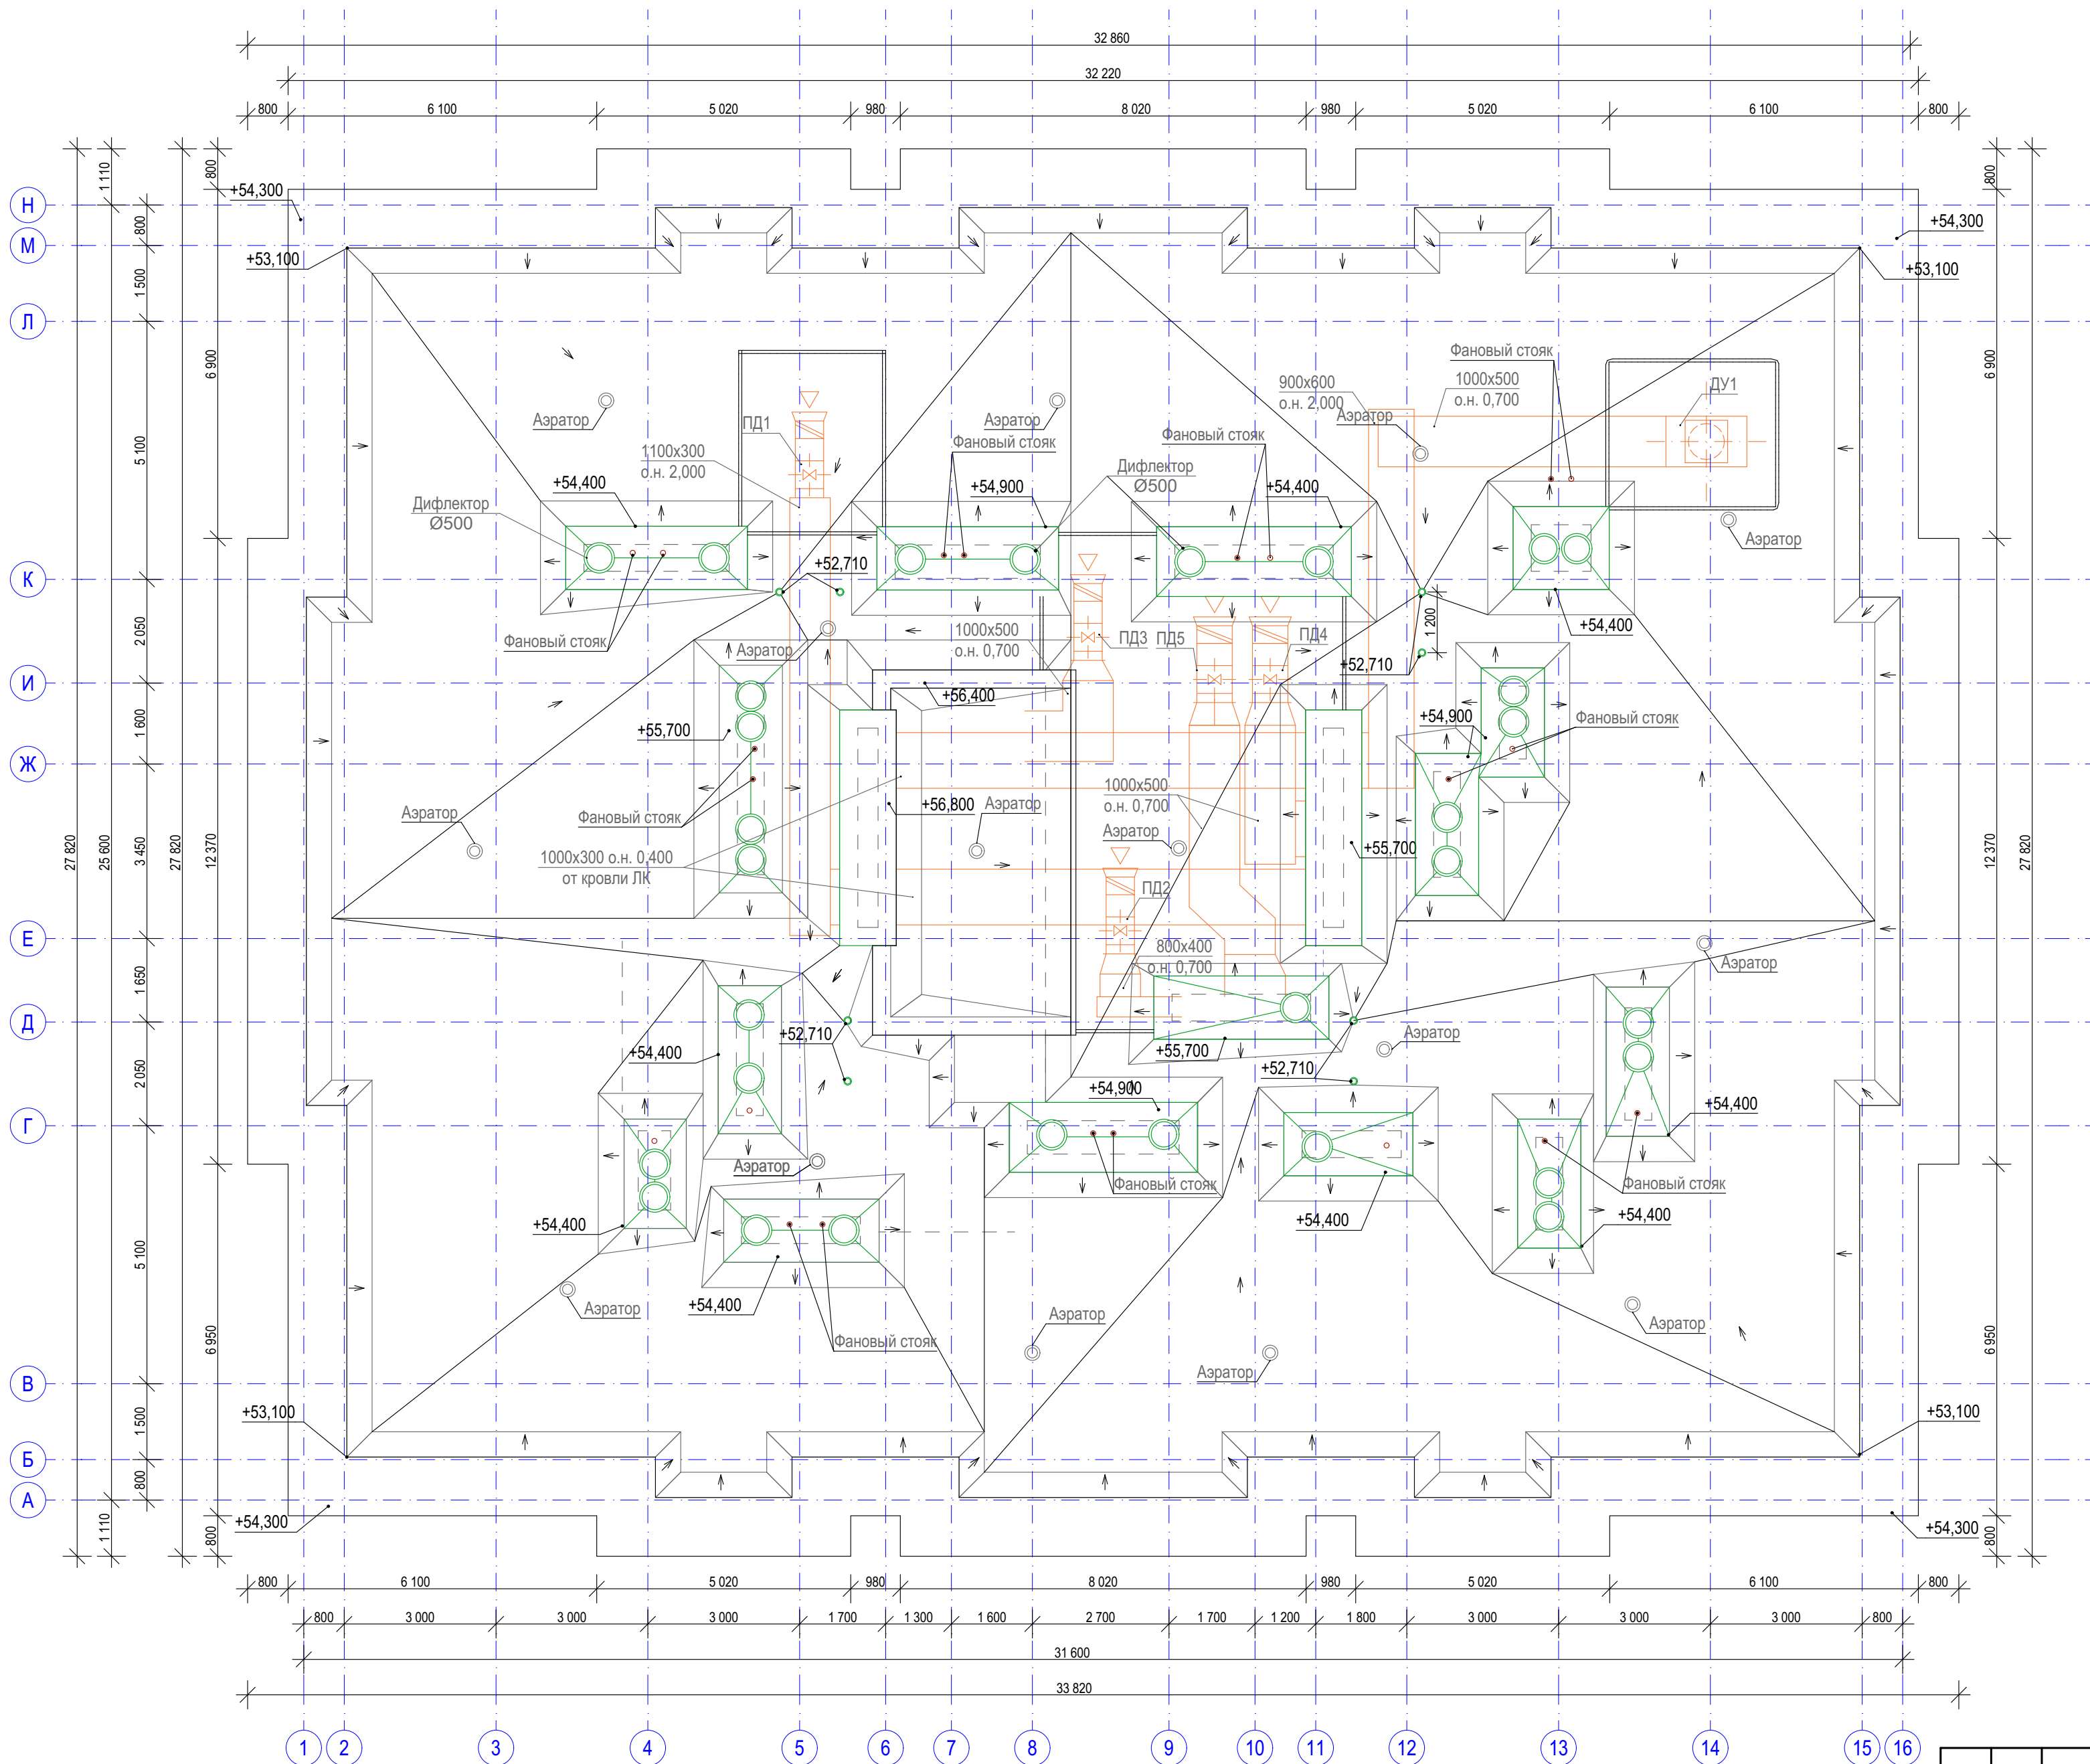 32 860
32 220
800
6 100
5 020
980
8 020
980
5 020
6 100
800
1 110
800
800
Н
+54,300
+54,300
800
М
+53,100
+53,100
1 500
Л
6 900
6 900
5 100
Фановый стояк
900х600
о.н. 2,000
1000х500
о.н. 0,700
ДУ1
Аэратор
Аэратор
Аэратор
ПД1
1100х300
о.н. 2,000
Фановый стояк
Фановый стояк
Дифлектор
Ø500
+54,400
+54,900
+54,400
Дифлектор
Ø500
Аэратор
К
+52,710
1 200
+54,400
2 050
Фановый стояк
Аэратор
1000х500
о.н. 0,700
ПД3
ПД5
ПД4
+52,710
И
+56,400
+54,900
Фановый стояк
1 600
+55,700
Ж
1000х500
о.н. 0,700
+56,800
Аэратор
Аэратор
Фановый стояк
Аэратор
+55,700
27 820
25 600
3 450
27 820
12 370
12 370
27 820
1000х300 о.н. 0,400
от кровли ЛК
ПД2
Е
800х400
о.н. 0,700
Аэратор
1 650
Д
+52,710
Аэратор
+54,400
+55,700
+52,710
2 050
+54,900
+54,400
Г
Аэратор
Фановый стояк
Фановый стояк
+54,400
+54,400
+54,400
5 100
+54,400
Аэратор
Аэратор
Аэратор
Фановый стояк
6 950
6 950
Аэратор
В
+53,100
+53,100
1 500
Б
800
А
+54,300
+54,300
1 110
800
800
800
6 100
5 020
980
8 020
980
5 020
6 100
800
800
3 000
3 000
3 000
1 700
1 300
1 600
2 700
1 700
1 200
1 800
3 000
3 000
3 000
800
31 600
33 820
1
2
3
4
5
6
7
8
9
10
11
12
13
14
15
16